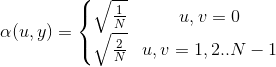 α(u, y) = { √(1/N)  u, v = 0
√(2/N)  u, v = 1, 2..N − 1